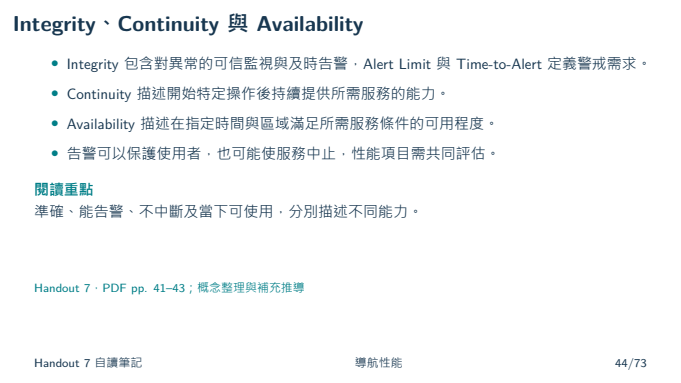 Integrity、Continuity 與 Availability
• Integrity 包含對異常的可信監視與及時告警，Alert Limit 與 Time-to-Alert 定義警戒需求。
• Continuity 描述開始特定操作後持續提供所需服務的能力。
• Availability 描述在指定時間與區域滿足所需服務條件的可用程度。
• 告警可以保護使用者，也可能使服務中止，性能項目需共同評估。
閱讀重點
準確、能告警、不中斷及當下可使用，分別描述不同能力。
Handout 7，PDF pp. 41–43；概念整理與補充推導
Handout 7 自讀筆記 導航性能 44/73